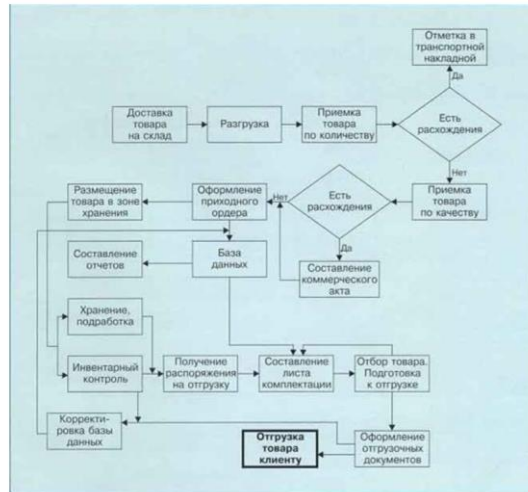 Отметка в
транспортной
накладной
Да
Доставка
товара
на склад
Разгрузка
Приемка
товара
по количеству
Есть
расхождения
Нет
Размещение
товара в зоне
хранения
Оформление
приходного
ордера
Нет
Есть
расхождения
Приемка
товара
по качеству
Да
Составление
отчетов
База
данных
Составление
коммерческого
акта
Хранение,
подработка
Инвентарный
контроль
Получение
распоряжения
на отгрузку
Составление
листа
комплектации
Отбор товара.
Подготовка
к отгрузке
Корректи-
ровка базы
данных
Отгрузка
товара
клиенту
Оформление
отгрузочных
документов